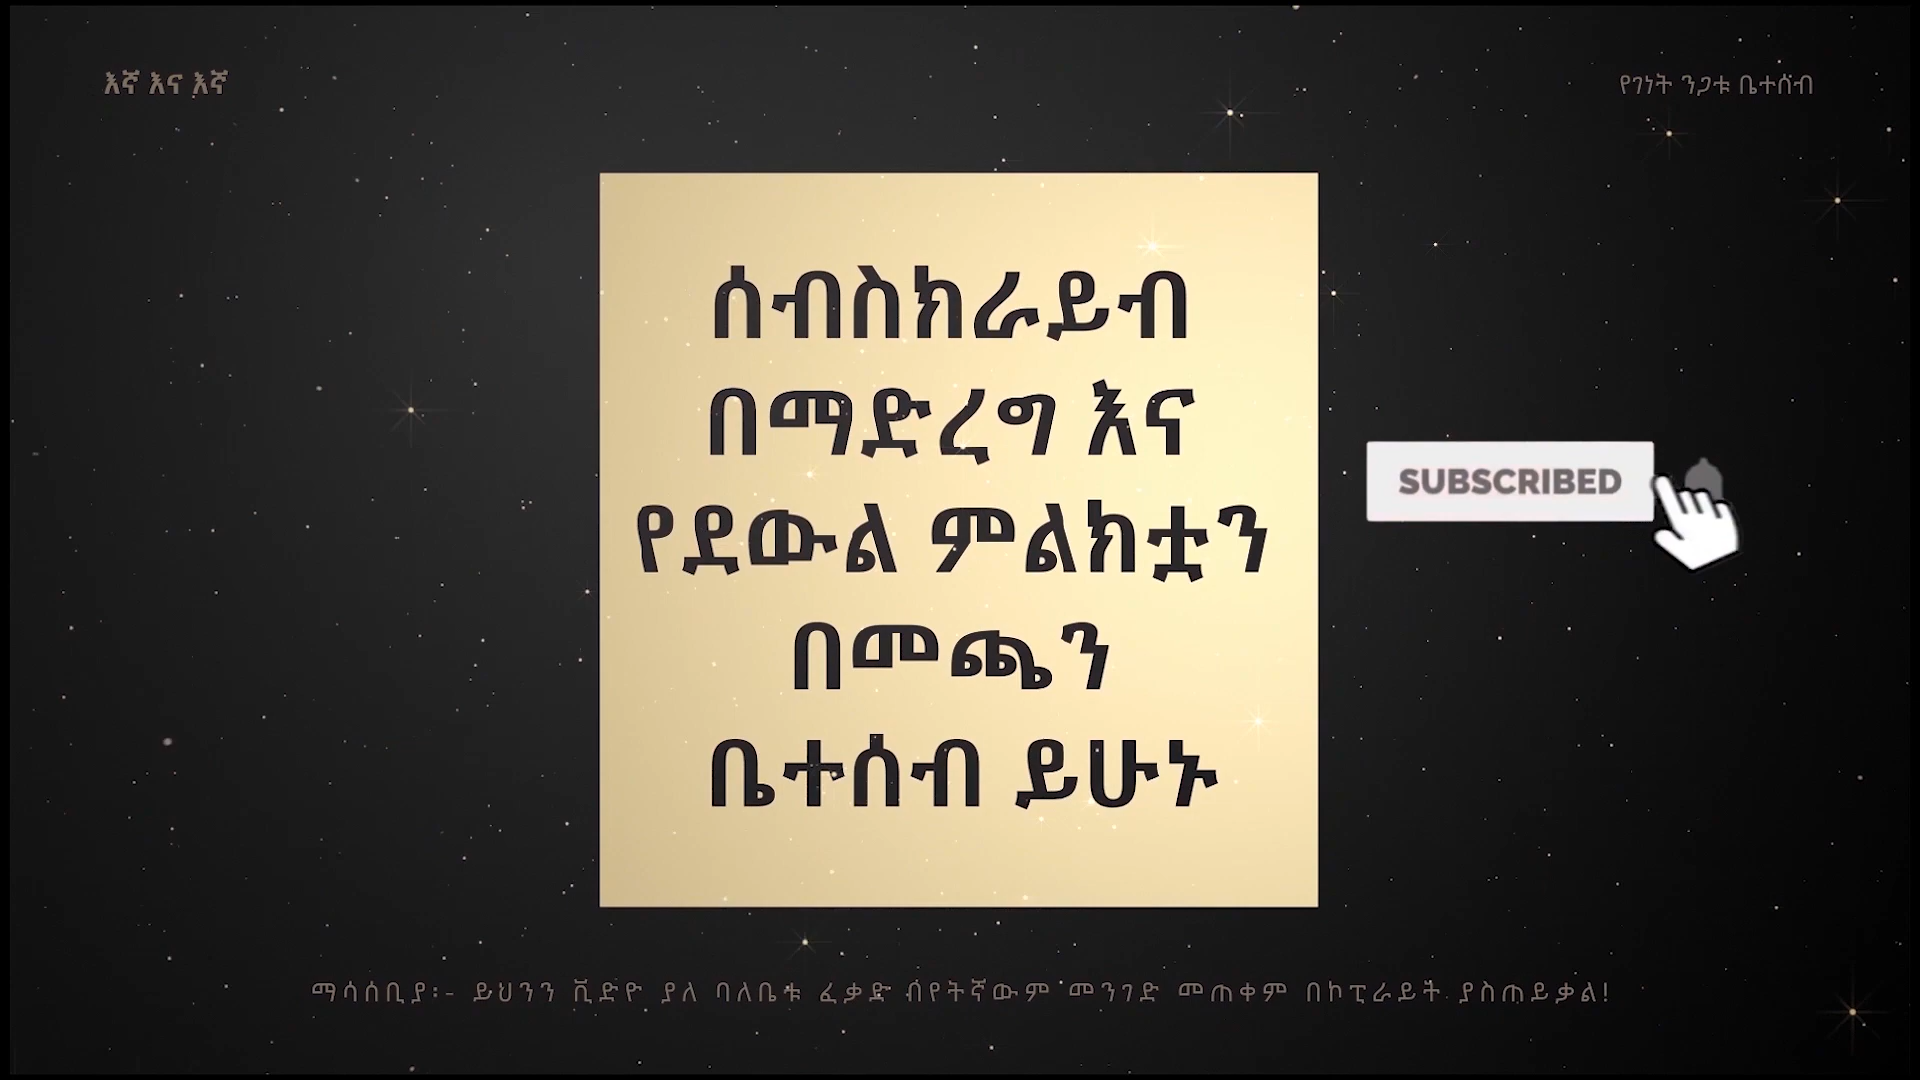 እኛ እና እኛ
የገነት ንጋቱ ቤተሰብ
ሰብስክራይብ
በማድረግ እና
የደውል ምልክቷን
በመጫን
ቤተሰብ ይሁኑ
SUBSCRIBED
ማሳሰቢያ፡- ይህንን ቪድዮ ያለ ባለቤቱ ፈቃድ በየትኛውም መንገድ መጠቀም በኮፒራይት ያስጠይቃል!